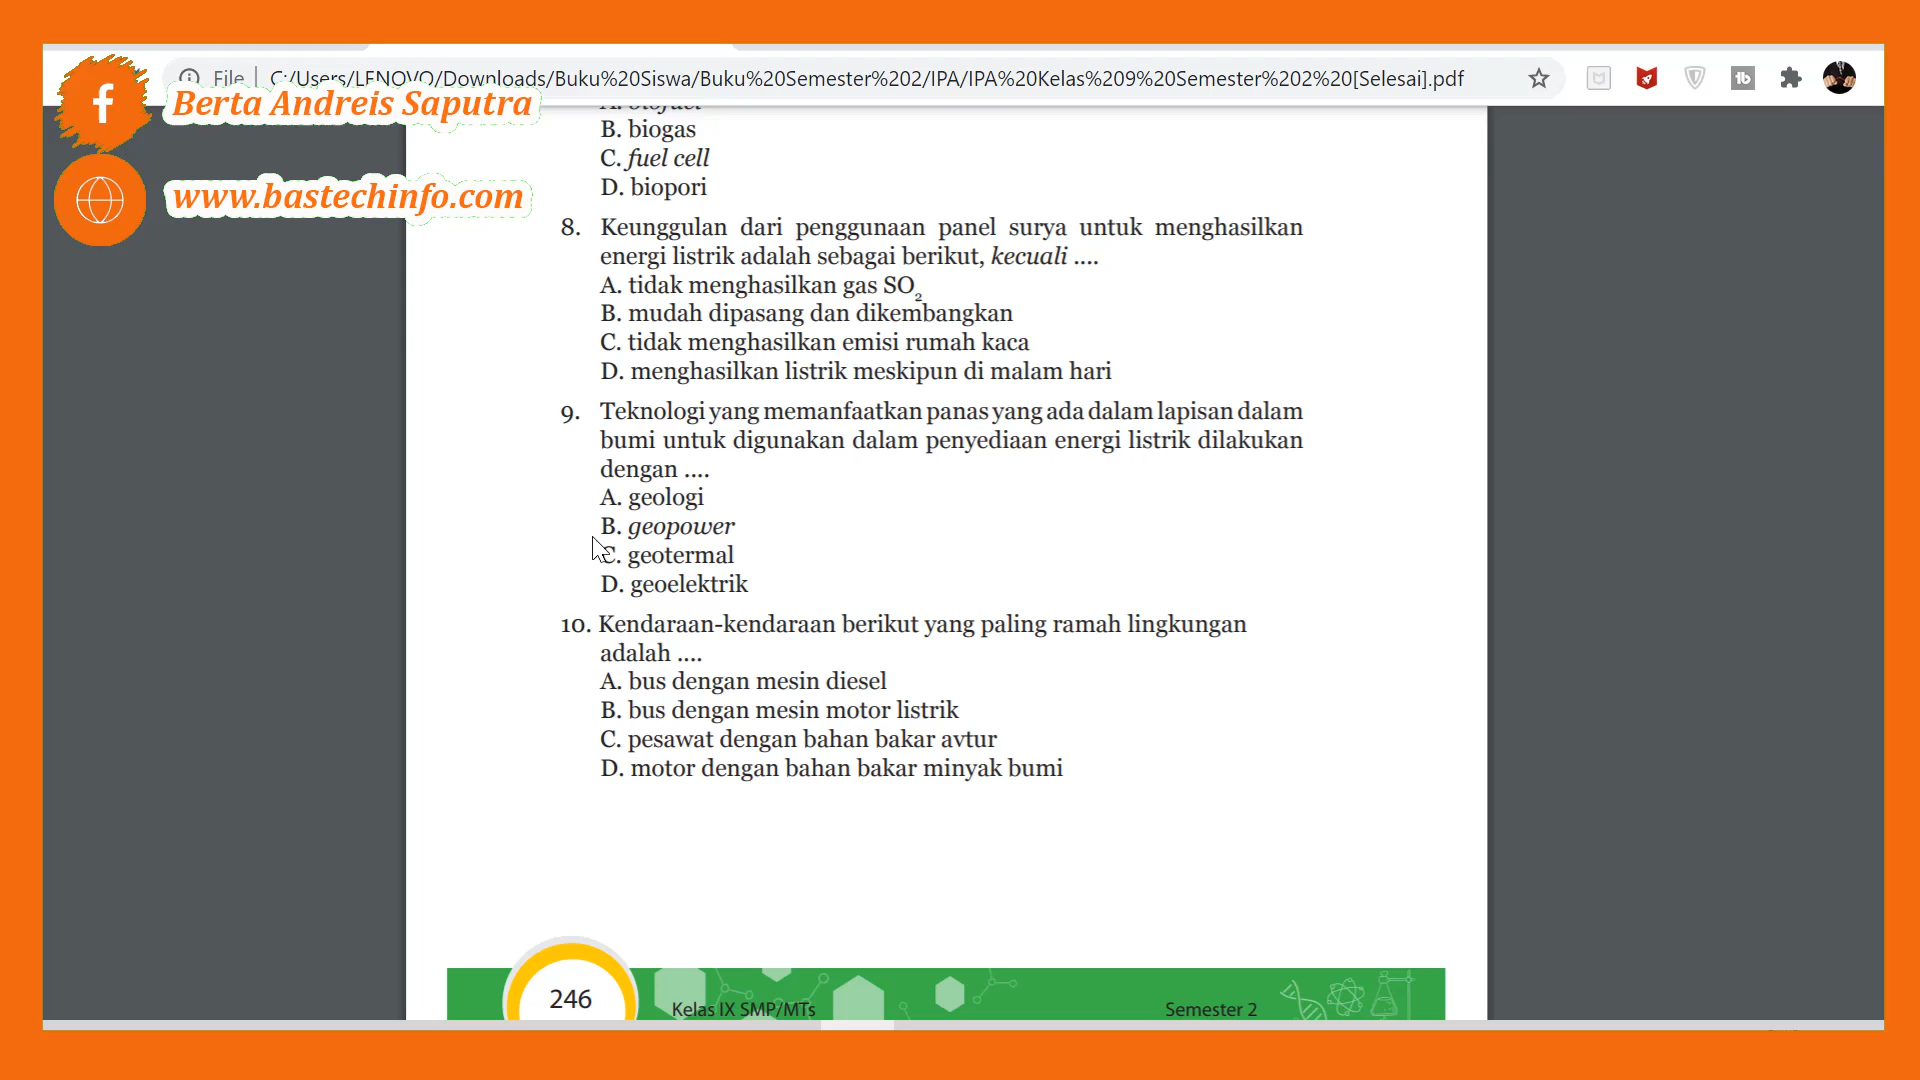 File
C:/Users/LENOVO/Downloads/Buku%20Siswa/Buku%20Semester%202/IPA/IPA%20Kelas%209%20Semester%202%20[Selesai].pdf
Berta Andreis Saputra
www.bastechinfo.com
B. biogas
C. fuel cell
D. biopori
8. Keunggulan dari penggunaan panel surya untuk menghasilkan
energi listrik adalah sebagai berikut, kecuali ....
A. tidak menghasilkan gas SO2
B. mudah dipasang dan dikembangkan
C. tidak menghasilkan emisi rumah kaca
D. menghasilkan listrik meskipun di malam hari
9. Teknologi yang memanfaatkan panas yang ada dalam lapisan dalam
bumi untuk digunakan dalam penyediaan energi listrik dilakukan
dengan ....
A. geologi
B. geopower
C. geotermal
D. geoelektrik
10. Kendaraan-kendaraan berikut yang paling ramah lingkungan
adalah ....
A. bus dengan mesin diesel
B. bus dengan mesin motor listrik
C. pesawat dengan bahan bakar avtur
D. motor dengan bahan bakar minyak bumi
246
Kelas IX SMP/MTs
Semester 2